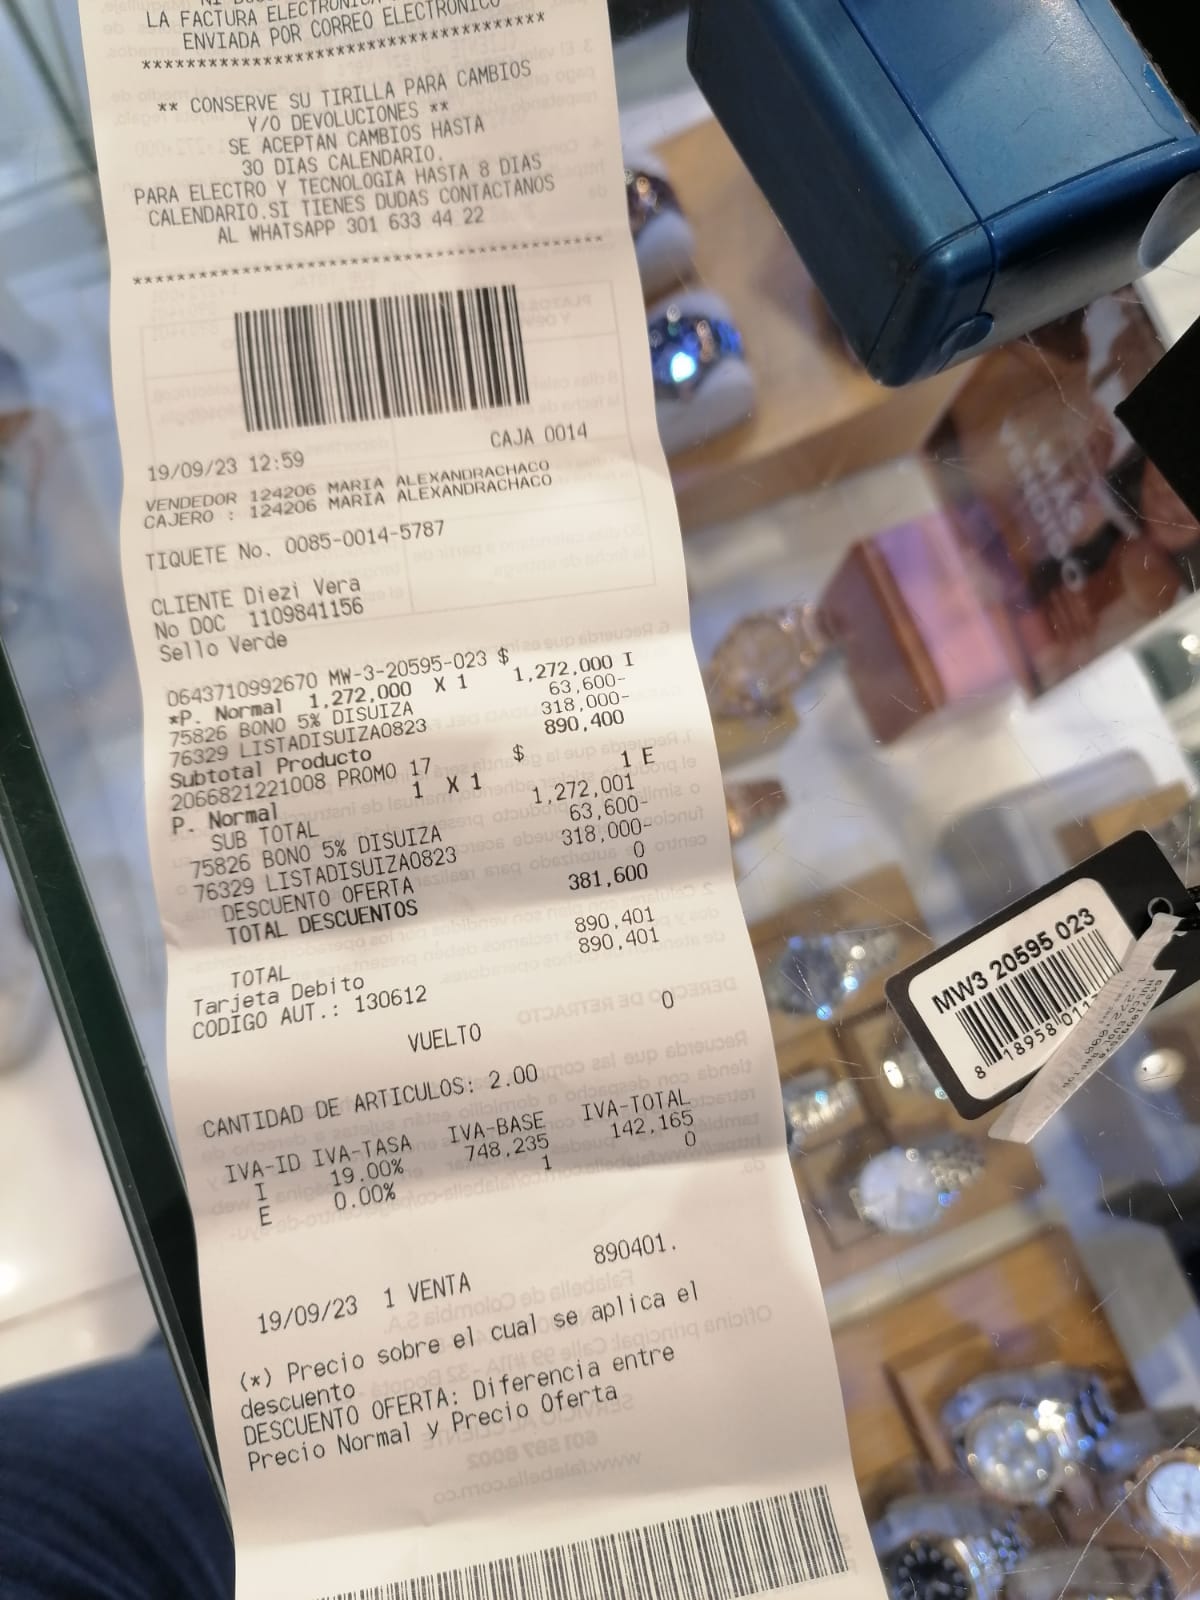 LA FACTURA ELECTRONICA
ENVIADA POR CORREO ELECTRONICO
**************************************************
** CONSERVE SU TIRILLA PARA CAMBIOS
Y/O DEVOLUCIONES **
SE ACEPTAN CAMBIOS HASTA
30 DIAS CALENDARIO.
PARA ELECTRO Y TECNOLOGIA HASTA 8 DIAS
CALENDARIO.SI TIENES DUDAS CONTACTANOS
AL WHATSAPP 301 633 44 22
**************************************************
19/09/23 12:59 CAJA 0014
VENDEDOR 124206 MARIA ALEXANDRACHACO
CAJERO : 124206 MARIA ALEXANDRACHACO
TIQUETE No. 0085-0014-5787
CLIENTE Diezi Vera
No DOC 1109841156
Sello Verde
0643710992670 MW-3-20595-023 $
*P. Normal 1,272,000 X 1 1,272,000 I
75826 BONO 5% DISUIZA 63,600-
76329 LISTADISUIZA0823 318,000-
Subtotal Producto 890,400
2066821221008 PROMO 17 $
P. Normal 1 X 1 1 E
SUB TOTAL 1,272,001
75826 BONO 5% DISUIZA 63,600-
76329 LISTADISUIZA0823 318,000-
DESCUENTO OFERTA 0
TOTAL DESCUENTOS 381,600
TOTAL 890,401
Tarjeta Debito 890,401
CODIGO AUT.: 130612
VUELTO 0
CANTIDAD DE ARTICULOS: 2.00
IVA-ID IVA-TASA IVA-BASE IVA-TOTAL
I 19.00% 748,235 142,165
E 0.00% 1 0
19/09/23 1 VENTA 890401.
(*) Precio sobre el cual se aplica el
descuento
DESCUENTO OFERTA: Diferencia entre
Precio Normal y Precio Oferta
MW3 20595 023